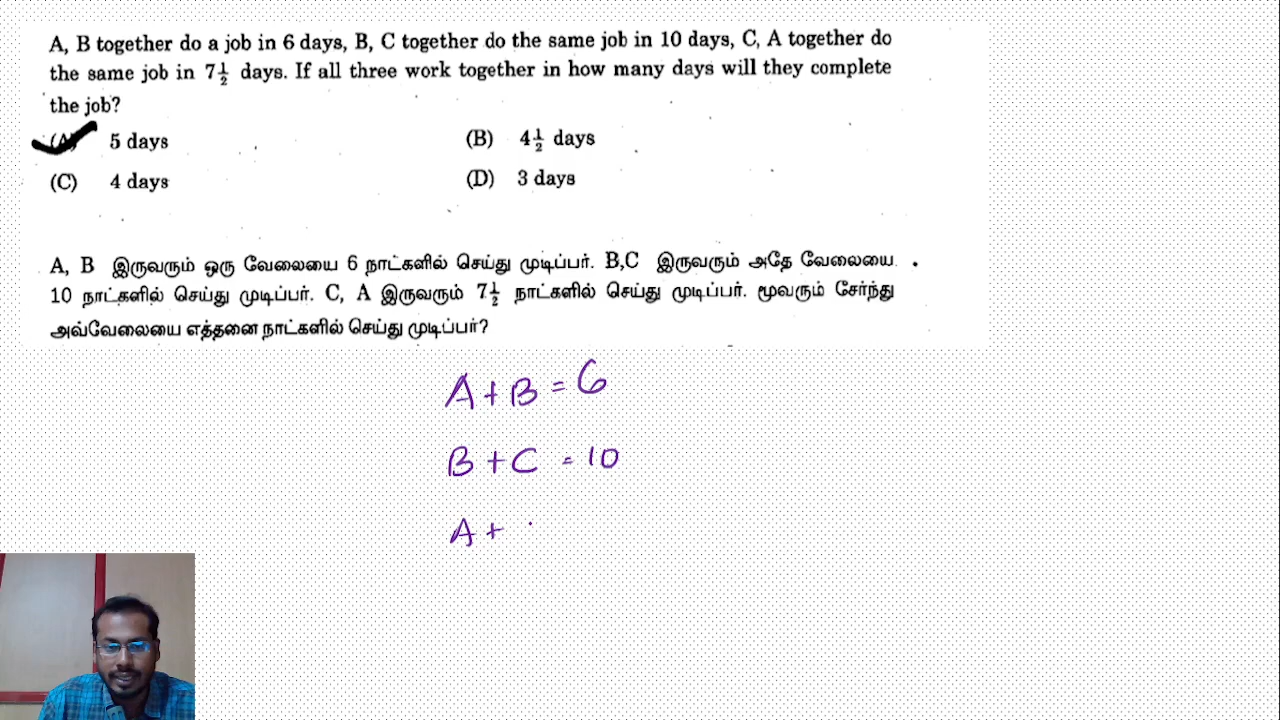 A, B together do a job in 6 days, B, C together do the same job in 10 days, C, A together do
the same job in 7½ days. If all three work together in how many days will they complete
the job?
(A) 5 days (B) 4½ days
(C) 4 days (D) 3 days
A, B இருவரும் ஒரு வேலையை 6 நாட்களில் செய்து முடிப்பர். B,C இருவரும் அதே வேலையை
10 நாட்களில் செய்து முடிப்பர். C, A இருவரும் 7½ நாட்களில் செய்து முடிப்பர். மூவரும் சேர்ந்து
அவ்வேலையை எத்தனை நாட்களில் செய்து முடிப்பர்?
A + B = 6
B + C = 10
A +